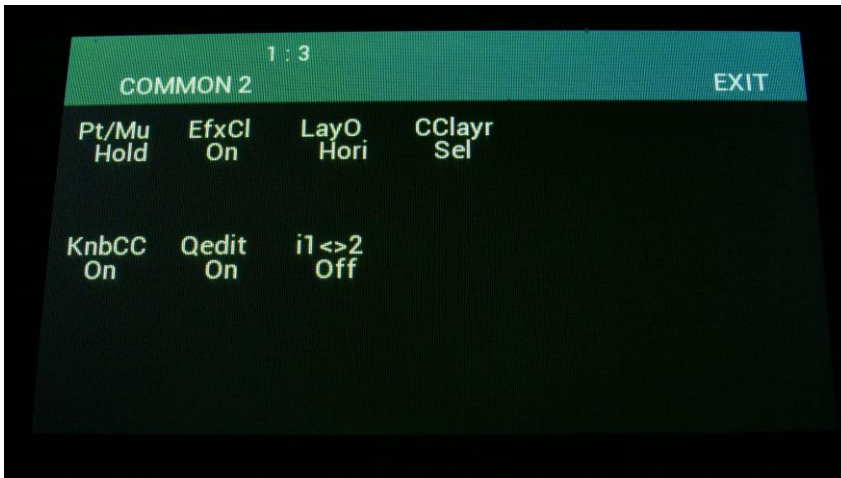 1 : 3
COMMON 2 EXIT
Pt/Mu EfxCl LayO CClayr
Hold On Hori Sel
KnbCC Qedit i1<>2
On On Off